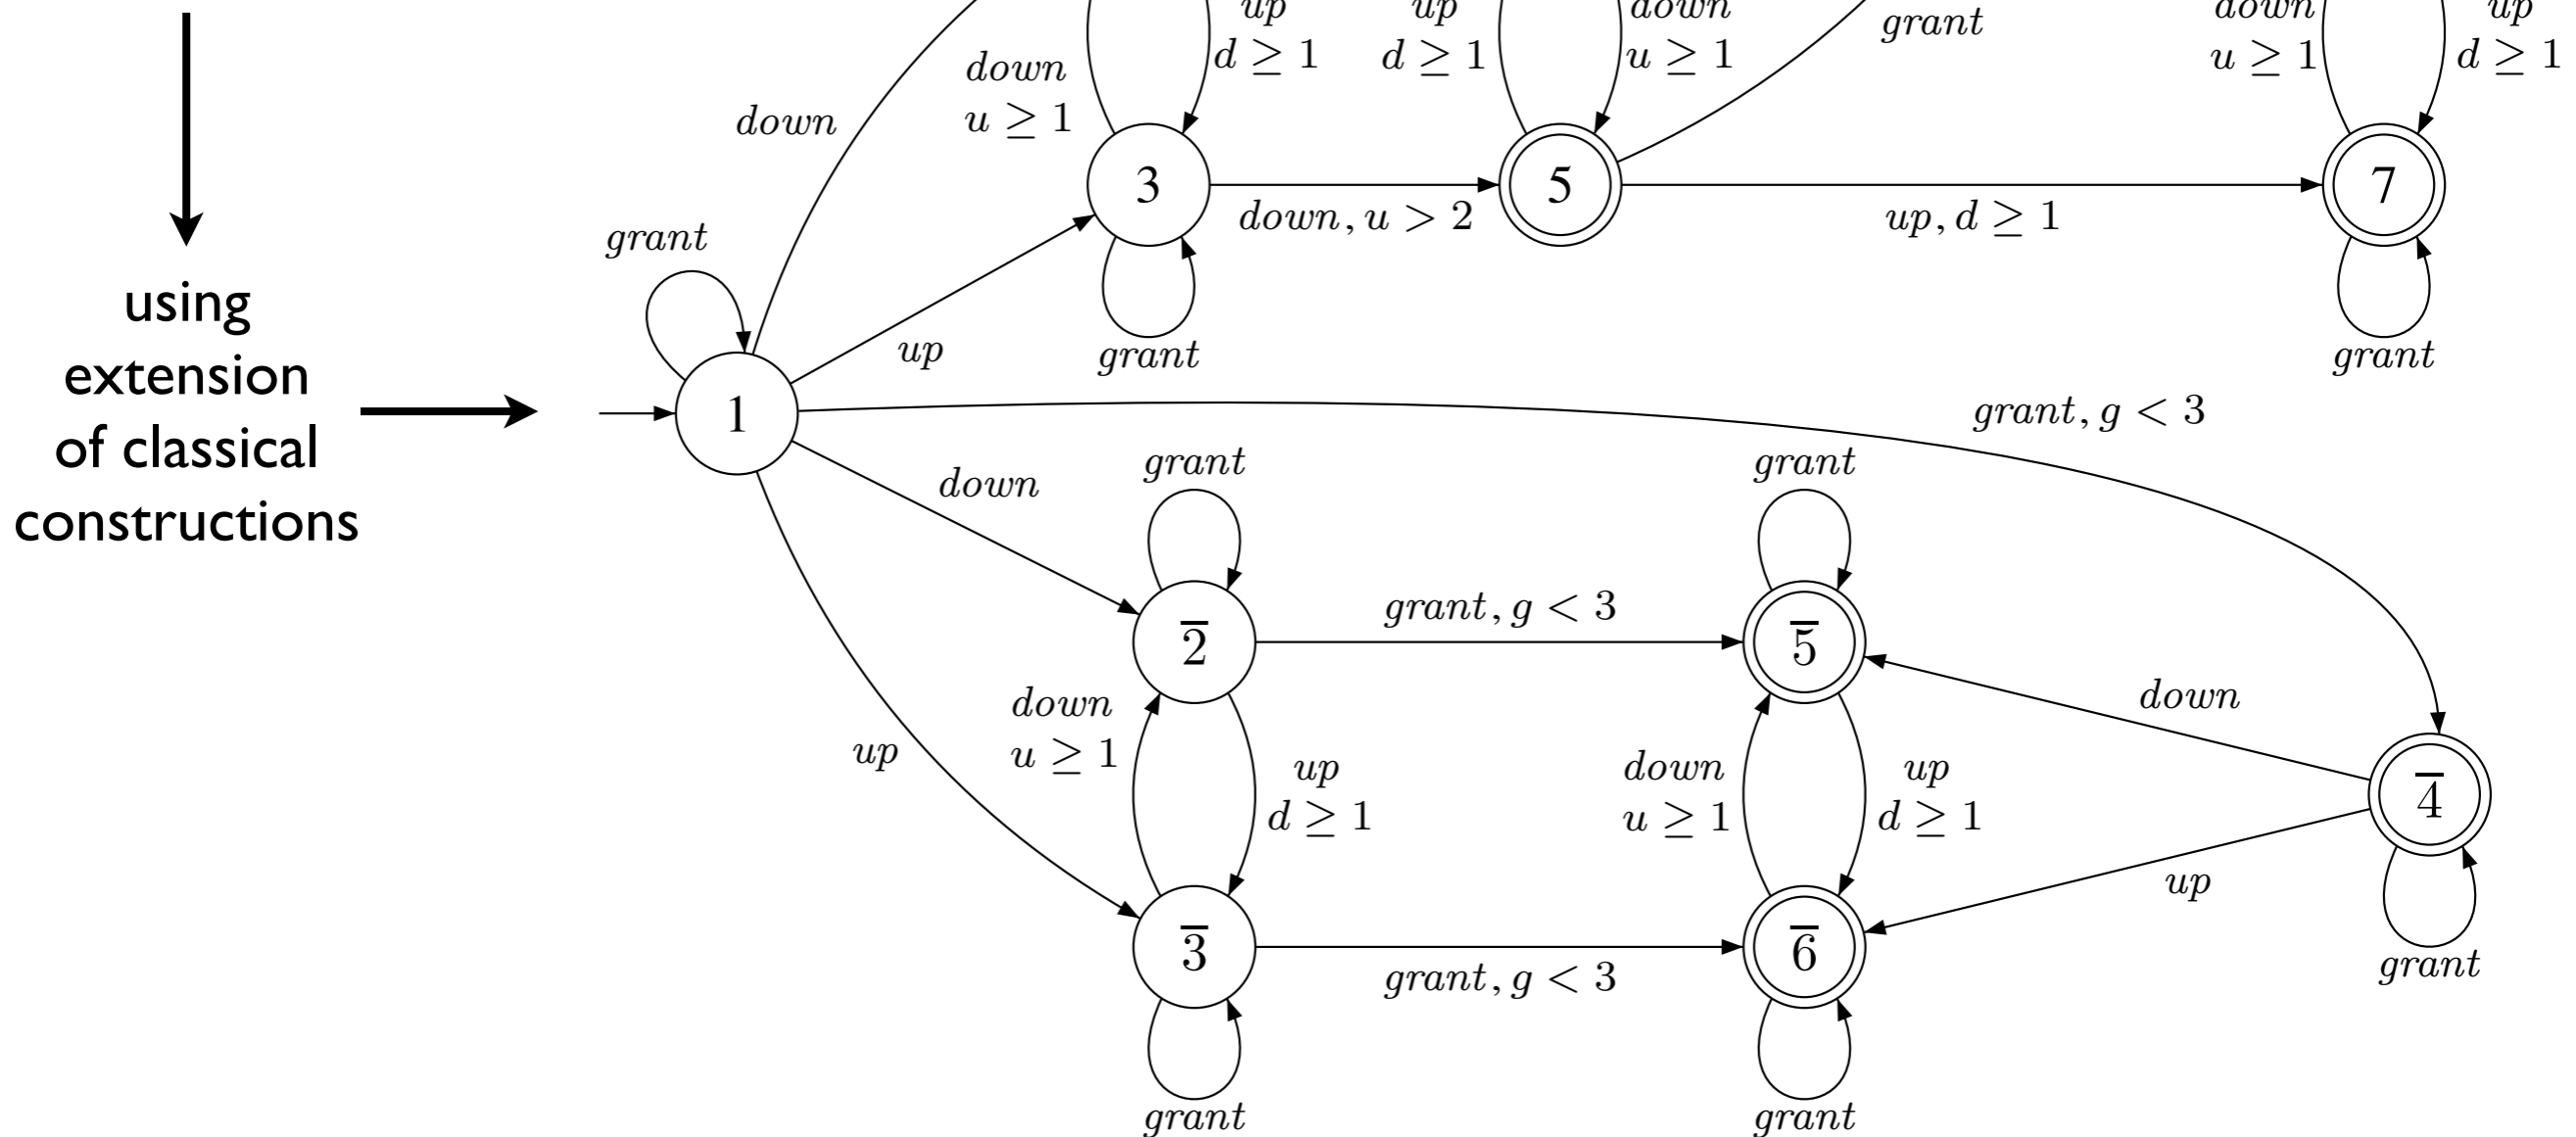 up
up
down
down
up
grant
d ≥ 1
d ≥ 1
u ≥ 1
u ≥ 1
d ≥ 1
down
u ≥ 1
down
3
5
7
down, u > 2
up, d ≥ 1
grant
using
extension
of classical
constructions
up
grant
grant
1
grant, g < 3
down
grant
grant
2̅
grant, g < 3
5̅
down
down
u ≥ 1
up
up
d ≥ 1
down
u ≥ 1
up
d ≥ 1
4̅
up
3̅
grant, g < 3
6̅
grant
grant
grant